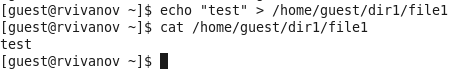 [guest@rvivanov ~]$ echo "test" > /home/guest/dir1/file1
[guest@rvivanov ~]$ cat /home/guest/dir1/file1
test
[guest@rvivanov ~]$